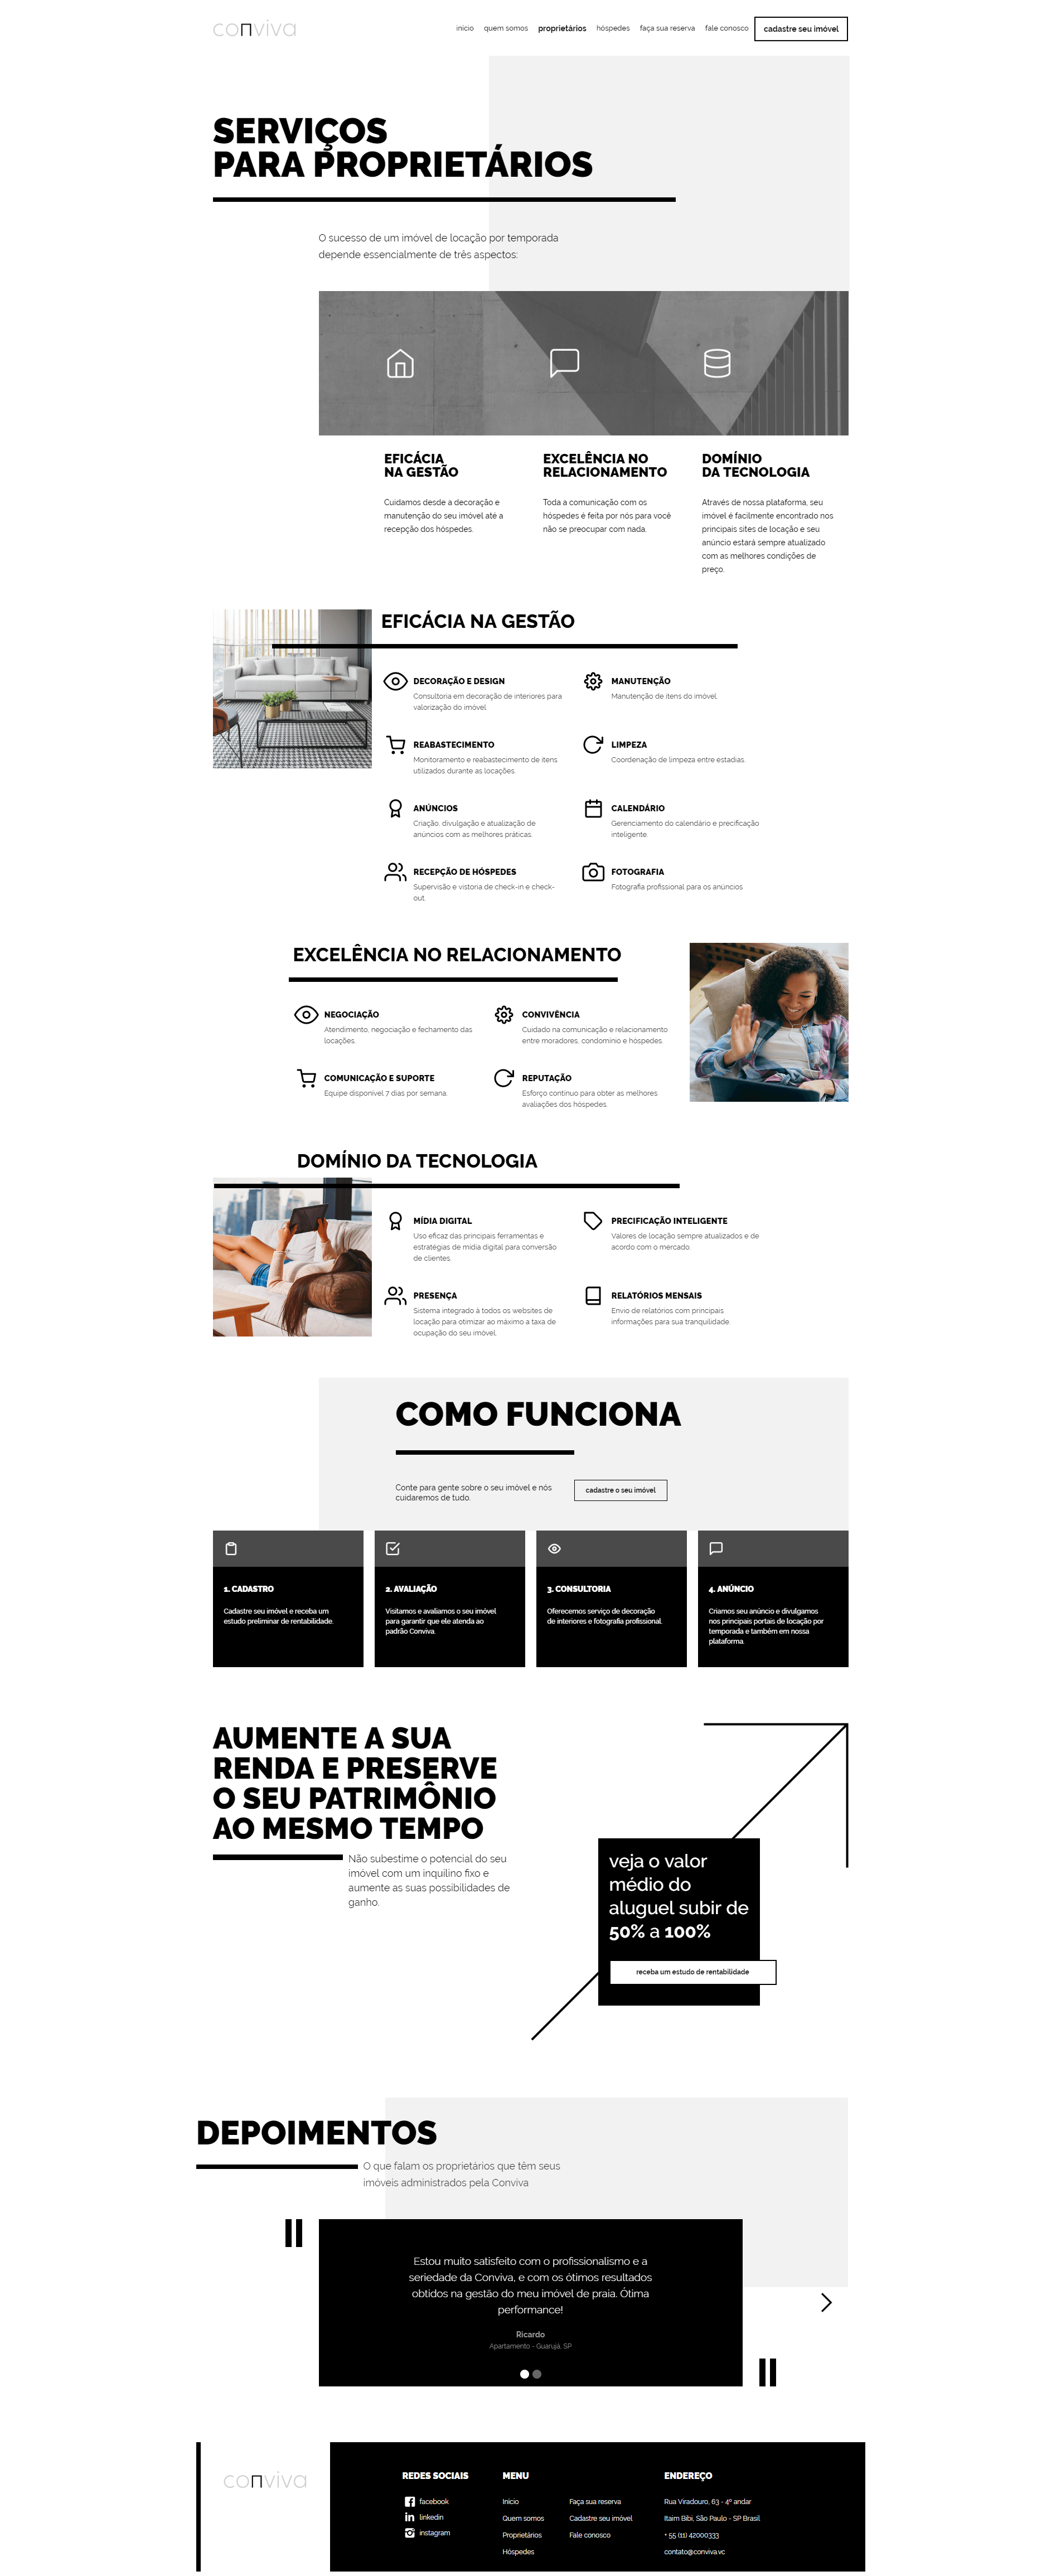 conviva
início quem somos proprietários hóspedes faça sua reserva fale conosco cadastre seu imóvel
SERVIÇOS
PARA PROPRIETÁRIOS
O sucesso de um imóvel de locação por temporada
depende essencialmente de três aspectos:
EFICÁCIA
NA GESTÃO
Cuidamos desde a decoração e
manutenção do seu imóvel até a
recepção dos hóspedes.
EXCELÊNCIA NO
RELACIONAMENTO
Toda a comunicação com os
hóspedes é feita por nós para você
não se preocupar com nada.
DOMÍNIO
DA TECNOLOGIA
Através de nossa plataforma, seu
imóvel é facilmente encontrado nos
principais sites de locação e seu
anúncio estará sempre atualizado
com as melhores condições de
preço.
EFICÁCIA NA GESTÃO
DECORAÇÃO E DESIGN
Consultoria em decoração de interiores para
valorização do imóvel
MANUTENÇÃO
Manutenção de itens do imóvel.
REABASTECIMENTO
Monitoramento e reabastecimento de itens
utilizados durante as locações.
LIMPEZA
Coordenação de limpeza entre estadias.
ANÚNCIOS
Criação, divulgação e atualização de
anúncios com as melhores práticas.
CALENDÁRIO
Gerenciamento do calendário e precificação
inteligente.
RECEPÇÃO DE HÓSPEDES
Supervisão e vistoria de check-in e check-
out.
FOTOGRAFIA
Fotografia profissional para os anúncios
EXCELÊNCIA NO RELACIONAMENTO
NEGOCIAÇÃO
Atendimento, negociação e fechamento das
locações.
CONVIVÊNCIA
Cuidado na comunicação e relacionamento
entre moradores, condomínio e hóspedes.
COMUNICAÇÃO E SUPORTE
Equipe disponível 7 dias por semana.
REPUTAÇÃO
Esforço contínuo para obter as melhores
avaliações dos hóspedes.
DOMÍNIO DA TECNOLOGIA
MÍDIA DIGITAL
Uso eficaz das principais ferramentas e
estratégias de mídia digital para conversão
de clientes.
PRECIFICAÇÃO INTELIGENTE
Valores de locação sempre atualizados e de
acordo com o mercado.
PRESENÇA
Sistema integrado à todos os websites de
locação para otimizar ao máximo a taxa de
ocupação do seu imóvel.
RELATÓRIOS MENSAIS
Envio de relatórios com principais
informações para sua tranquilidade.
COMO FUNCIONA
Conte para gente sobre o seu imóvel e nós
cuidaremos de tudo.
cadastre o seu imóvel
1. CADASTRO
Cadastre seu imóvel e receba um
estudo preliminar de rentabilidade.
2. AVALIAÇÃO
Visitamos e avaliamos o seu imóvel
para garantir que ele atenda ao
padrão Conviva.
3. CONSULTORIA
Oferecemos serviço de decoração
de interiores e fotografia profissional.
4. ANÚNCIO
Criamos seu anúncio e divulgamos
nos principais portais de locação por
temporada e também em nossa
plataforma.
AUMENTE A SUA
RENDA E PRESERVE
O SEU PATRIMÔNIO
AO MESMO TEMPO
Não subestime o potencial do seu
imóvel com um inquilino fixo e
aumente as suas possibilidades de
ganho.
veja o valor
médio do
aluguel subir de
50% a 100%
receba um estudo de rentabilidade
DEPOIMENTOS
O que falam os proprietários que têm seus
imóveis administrados pela Conviva
Estou muito satisfeito com o profissionalismo e a
seriedade da Conviva, e com os ótimos resultados
obtidos na gestão do meu imóvel de praia. Ótima
performance!
Ricardo
Apartamento - Guarujá, SP
conviva
REDES SOCIAIS
facebook
linkedin
instagram
MENU
Início
Quem somos
Proprietários
Hóspedes
Faça sua reserva
Cadastre seu imóvel
Fale conosco
ENDEREÇO
Rua Viradouro, 63 - 4º andar
Itaim Bibi, São Paulo - SP Brasil
+ 55 (11) 42000333
contato@conviva.vc